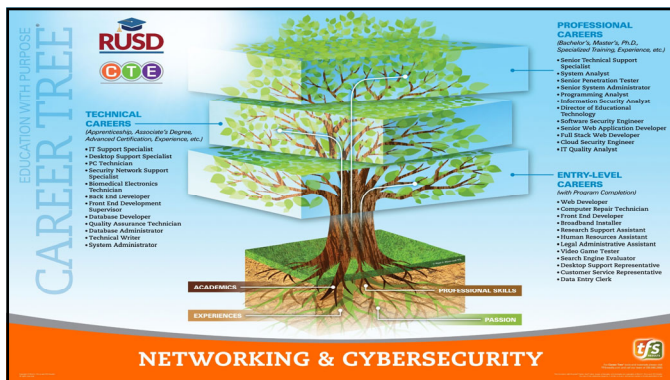 EDUCATION WITH PURPOSE
CAREER TREE
RUSD
CTE
TECHNICAL
CAREERS
(Apprenticeship, Associate's Degree,
Advanced Certification, Experience, etc.)
• IT Support Specialist
• Desktop Support Specialist
• PC Technician
• Security Network Support
Specialist
• Biomedical Electronics
Technician
• Back End Developer
• Front End Development
Supervisor
• Database Developer
• Quality Assurance Technician
• Database Administrator
• Technical Writer
• System Administrator
PROFESSIONAL
CAREERS
(Bachelor's, Master's, Ph.D.,
Specialized Training, Experience, etc.)
• Senior Technical Support
Specialist
• System Analyst
• Senior Penetration Tester
• Senior System Administrator
• Programming Analyst
• Information Security Analyst
• Director of Educational
Technology
• Software Security Engineer
• Senior Web Application Developer
• Full Stack Web Developer
• Cloud Security Engineer
• IT Quality Analyst
ENTRY-LEVEL
CAREERS
(with Program Completion)
• Web Developer
• Computer Repair Technician
• Front End Developer
• Broadband Installer
• Research Support Assistant
• Human Resources Assistant
• Legal Administrative Assistant
• Video Game Tester
• Search Engine Evaluator
• Desktop Support Representative
• Customer Service Representative
• Data Entry Clerk
ACADEMICS
PROFESSIONAL SKILLS
EXPERIENCES
PASSION
NETWORKING & CYBERSECURITY
tfs